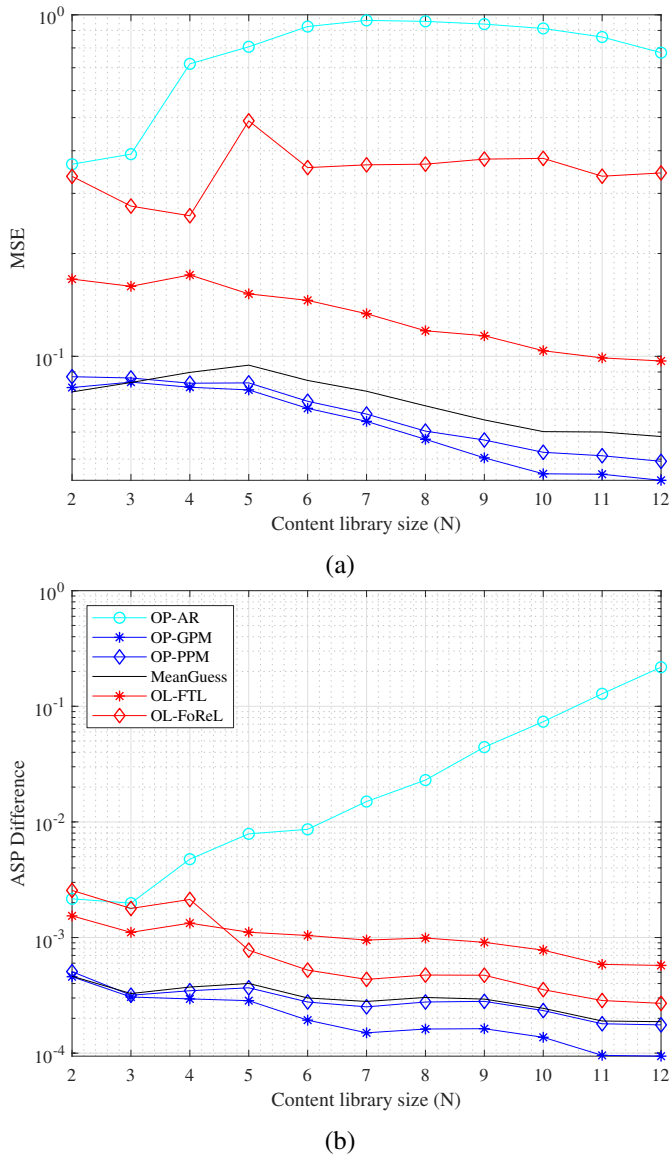 10^0
MSE
10^-1
2 3 4 5 6 7 8 9 10 11 12
Content library size (N)
(a)
10^0
OP-AR
OP-GPM
OP-PPM
MeanGuess
OL-FTL
OL-FoReL
10^-1
ASP Difference
10^-2
10^-3
10^-4
2 3 4 5 6 7 8 9 10 11 12
Content library size (N)
(b)